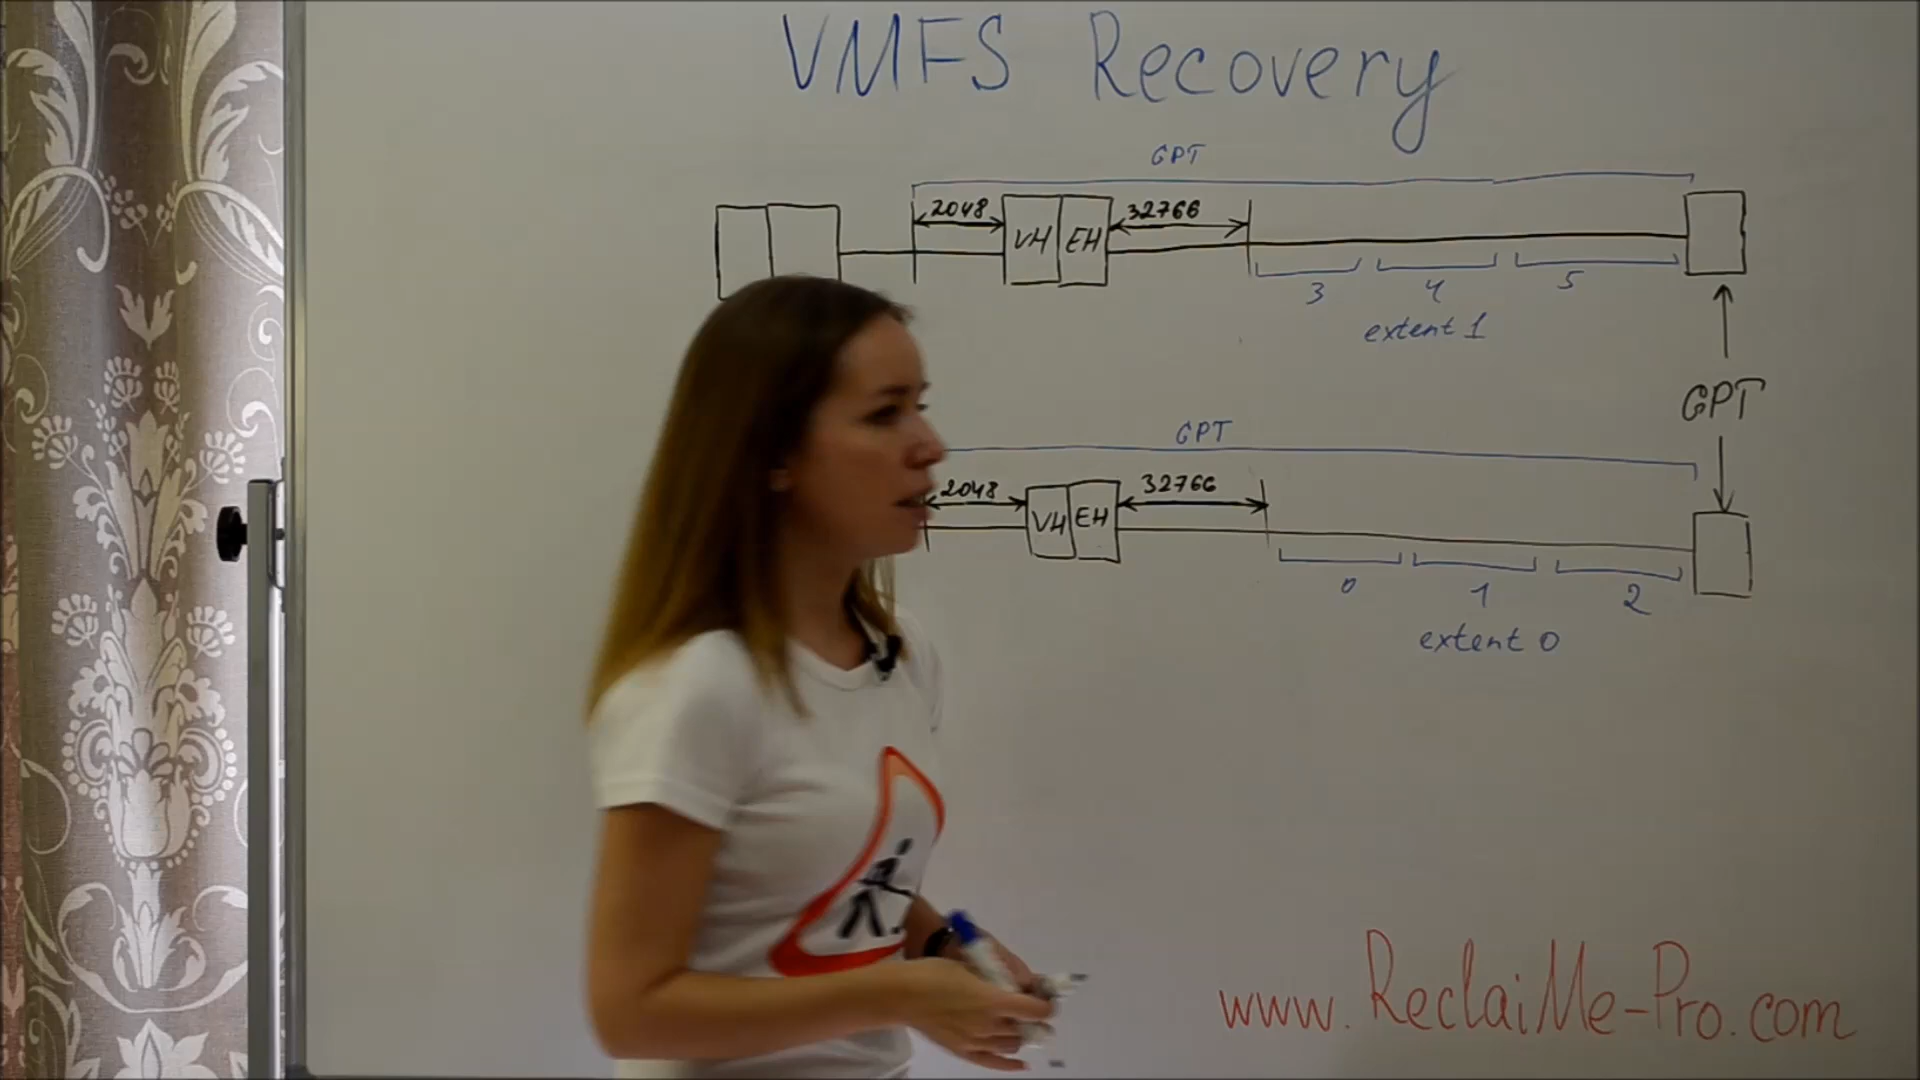 VMFS Recovery
GPT
2048 VH EH 32766
3 4 5
extent 1
GPT
GPT
2048 VH EH 32766
0 1 2
extent 0
www.ReclaiMe-Pro.com